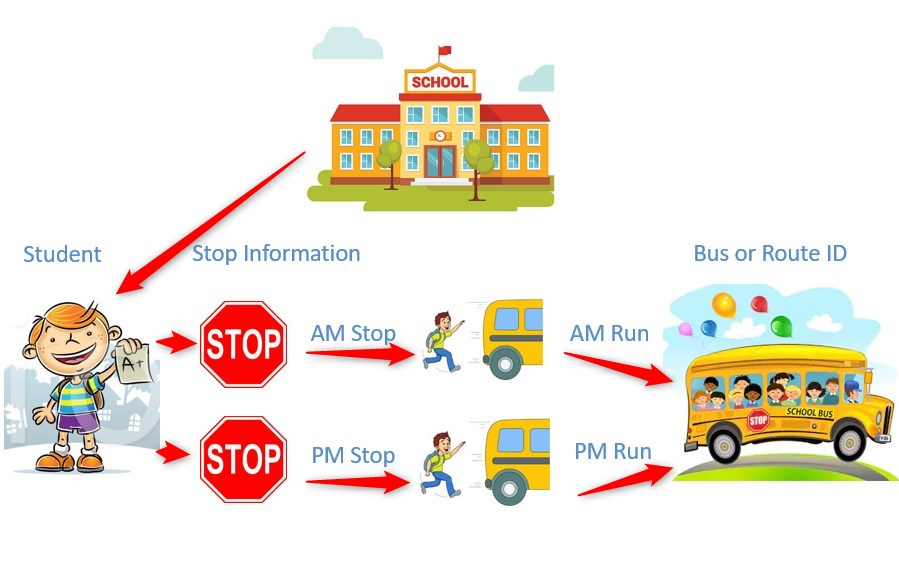 SCHOOL
Student
Stop Information
Bus or Route ID
A+
STOP
AM Stop
AM Run
STOP
SCHOOL BUS
STOP
PM Stop
PM Run